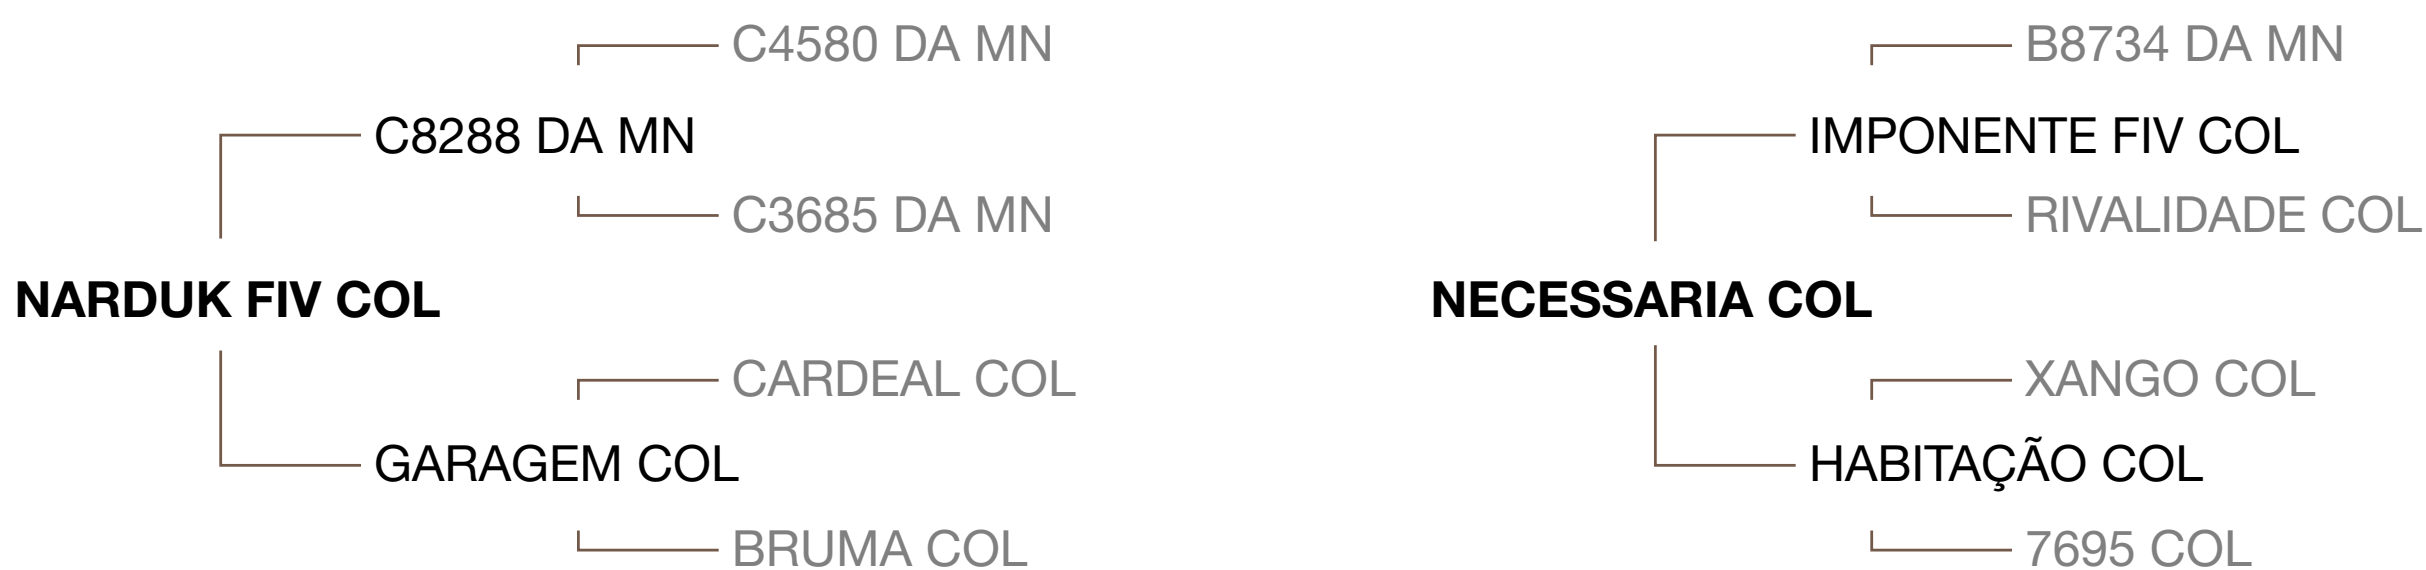 C4580 DA MN
C8288 DA MN
C3685 DA MN
NARDUK FIV COL
CARDEAL COL
GARAGEM COL
BRUMA COL
B8734 DA MN
IMPONENTE FIV COL
RIVALIDADE COL
NECESSARIA COL
XANGO COL
HABITAÇÃO COL
7695 COL